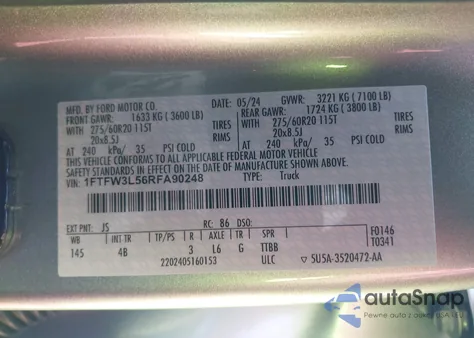 MFD. BY FORD MOTOR CO.
05/24 GVWR: 3221 KG ( 7100 LB)
FRONT GAWR: 1633 KG ( 3600 LB) REAR GAWR: 1724 KG ( 3800 LB)
WITH 275/60R20 115T TIRES WITH 275/60R20 115T TIRES
20x8.5J RIMS 20x8.5J RIMS
AT 240 kPa/ 35 PSI COLD AT 240 kPa/ 35 PSI COLD
THIS VEHICLE CONFORMS TO ALL APPLICABLE FEDERAL MOTOR VEHICLE
SAFETY STANDARDS IN EFFECT ON THE DATE OF MANUFACTURE SHOWN ABOVE.
VIN: 1FTFW3L56RFA90248 TYPE: Truck
EXT PNT: JS RC: 86 DSO: F0146
WB INT TR TP/PS R AXLE TR SPR T0341
145 4B 3 L6 G TTBB
2202405160153 ULC ▽ 5U5A-3520472-AA
autoSnap